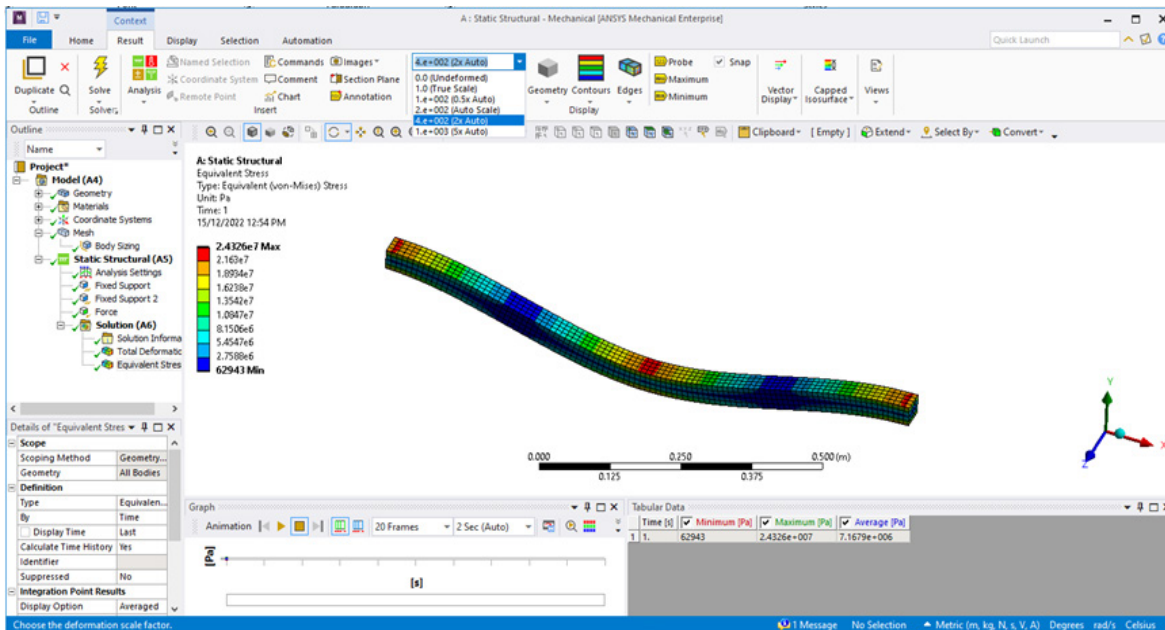 A : Static Structural - Mechanical [ANSYS Mechanical Enterprise]
Context
File Home Result Display Selection Automation
Quick Launch
Duplicate
Outline
Solve
Solver
Analysis
Named Selection
Coordinate System
Remote Point
Commands
Comment
Chart
Images
Section Plane
Annotation
Insert
4.e+002 (2x Auto)
0.0 (Undeformed)
1.0 (True Scale)
1.e+002 (0.5x Auto)
2.e+002 (Auto Scale)
4.e+002 (2x Auto)
1.e+003 (5x Auto)
Geometry Contours Edges
Display
Probe
Maximum
Minimum
Snap
Vector
Display
Capped
Isosurface
Views
Clipboard [ Empty ] Extend Select By Convert
Outline
Name
Project*
Model (A4)
Geometry
Materials
Coordinate Systems
Mesh
Body Sizing
Static Structural (A5)
Analysis Settings
Fixed Support
Fixed Support 2
Force
Solution (A6)
Solution Informa
Total Deformatic
Equivalent Stres
A: Static Structural
Equivalent Stress
Type: Equivalent (von-Mises) Stress
Unit: Pa
Time: 1
15/12/2022 12:54 PM
2.4326e7 Max
2.163e7
1.8934e7
1.6238e7
1.3542e7
1.0847e7
8.1506e6
5.4547e6
2.7588e6
62943 Min
0.000 0.250 0.500 (m)
0.125 0.375
Y
X
Z
Details of "Equivalent Stres
Scope
Scoping Method Geometry...
Geometry All Bodies
Definition
Type Equivalen...
By Time
Display Time Last
Calculate Time History Yes
Identifier
Suppressed No
Integration Point Results
Display Option Averaged
Graph
Animation 20 Frames 2 Sec (Auto)
[Pa]
[s]
Tabular Data
Time [s] Minimum [Pa] Maximum [Pa] Average [Pa]
1 1. 62943 2.4326e+007 7.1679e+006
Choose the deformation scale factor.
1 Message No Selection Metric (m, kg, N, s, V, A) Degrees rad/s Celsius